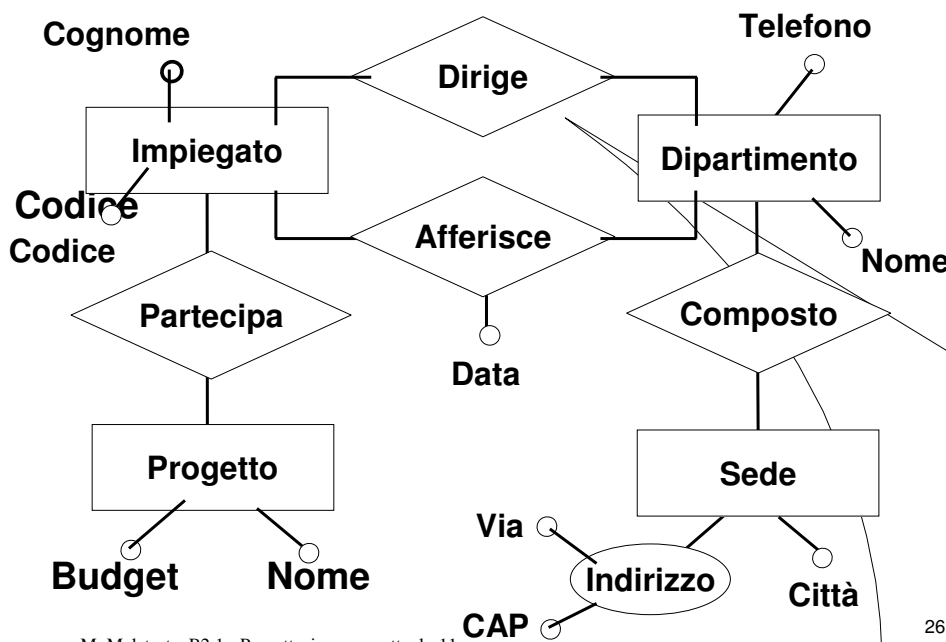 Cognome
Telefono
Dirige
Impiegato
Dipartimento
Codice
Codice
Afferisce
Nome
Partecipa
Composto
Data
Progetto
Sede
Via
Budget
Nome
Indirizzo
Città
CAP
26